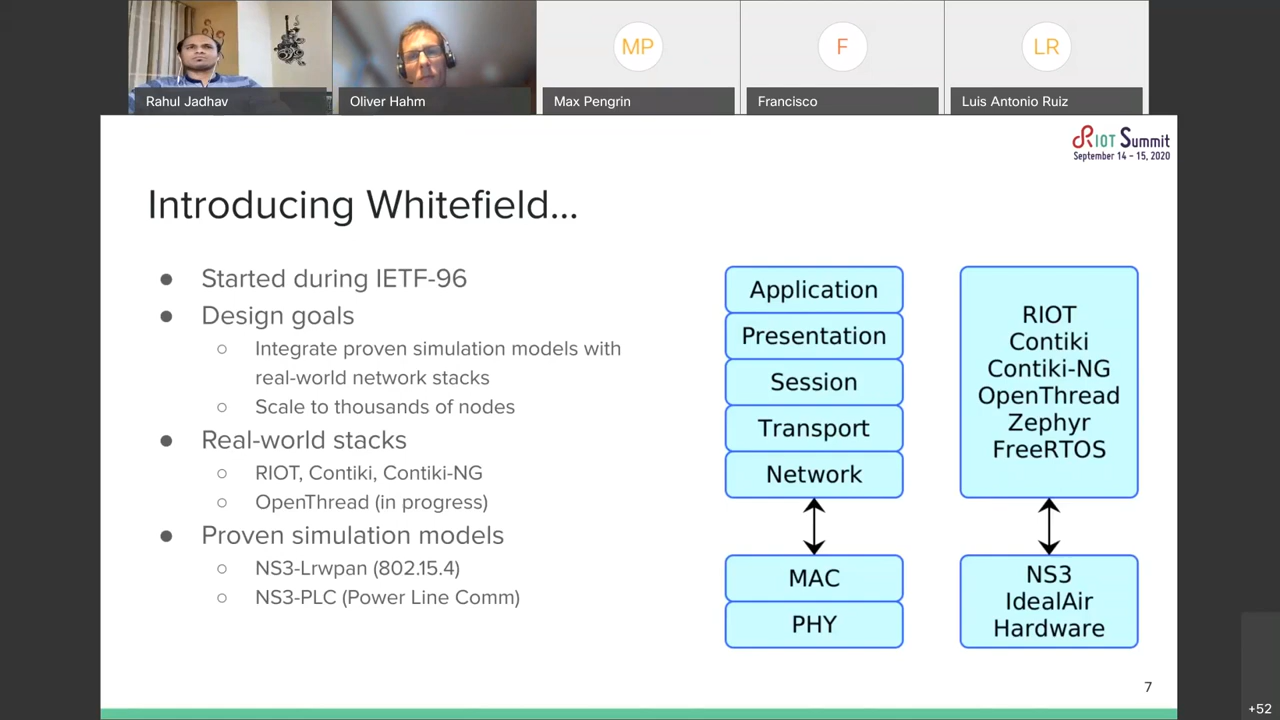 MP
F
LR
Rahul Jadhav
Oliver Hahm
Max Pengrin
Francisco
Luis Antonio Ruiz
RIOT Summit
September 14 - 15, 2020
Introducing Whitefield...
● Started during IETF-96
● Design goals
○ Integrate proven simulation models with
real-world network stacks
○ Scale to thousands of nodes
● Real-world stacks
○ RIOT, Contiki, Contiki-NG
○ OpenThread (in progress)
● Proven simulation models
○ NS3-Lrwpan (802.15.4)
○ NS3-PLC (Power Line Comm)
Application
Presentation
Session
Transport
Network
MAC
PHY
RIOT
Contiki
Contiki-NG
OpenThread
Zephyr
FreeRTOS
NS3
IdealAir
Hardware
7
+52